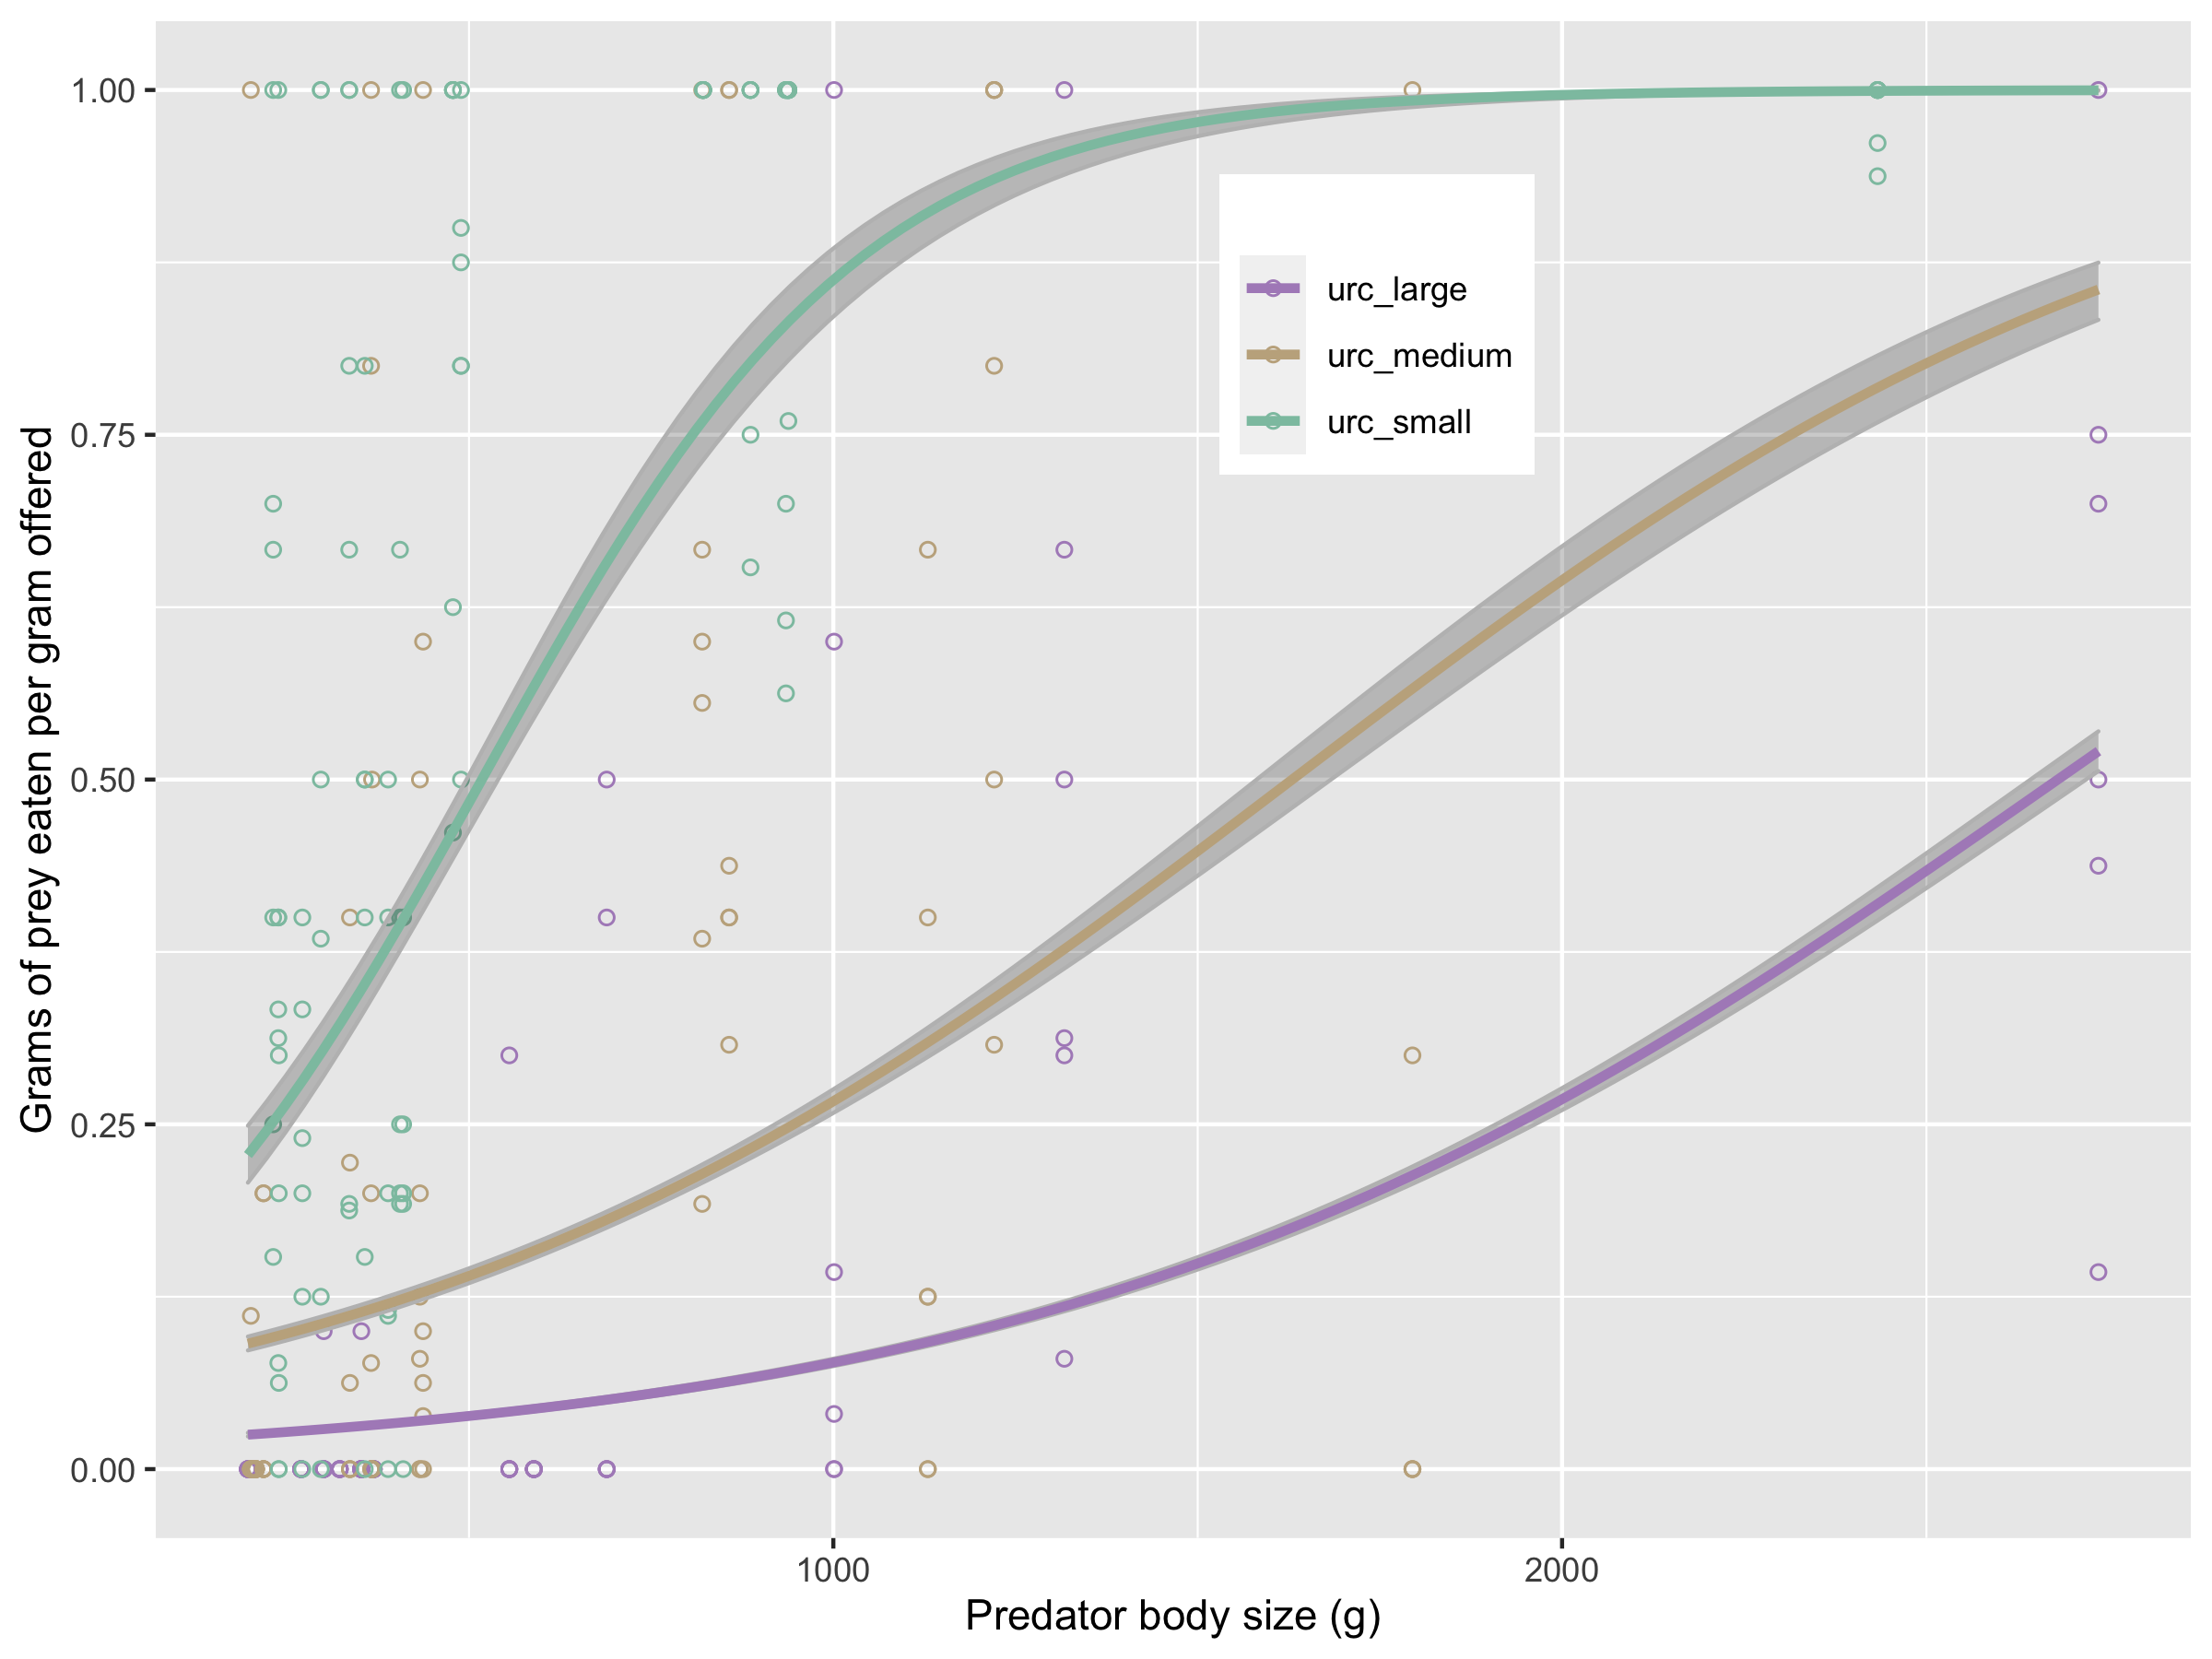 1.00
0.75
0.50
0.25
0.00
Grams of prey eaten per gram offered
urc_large
urc_medium
urc_small
1000
2000
Predator body size (g)